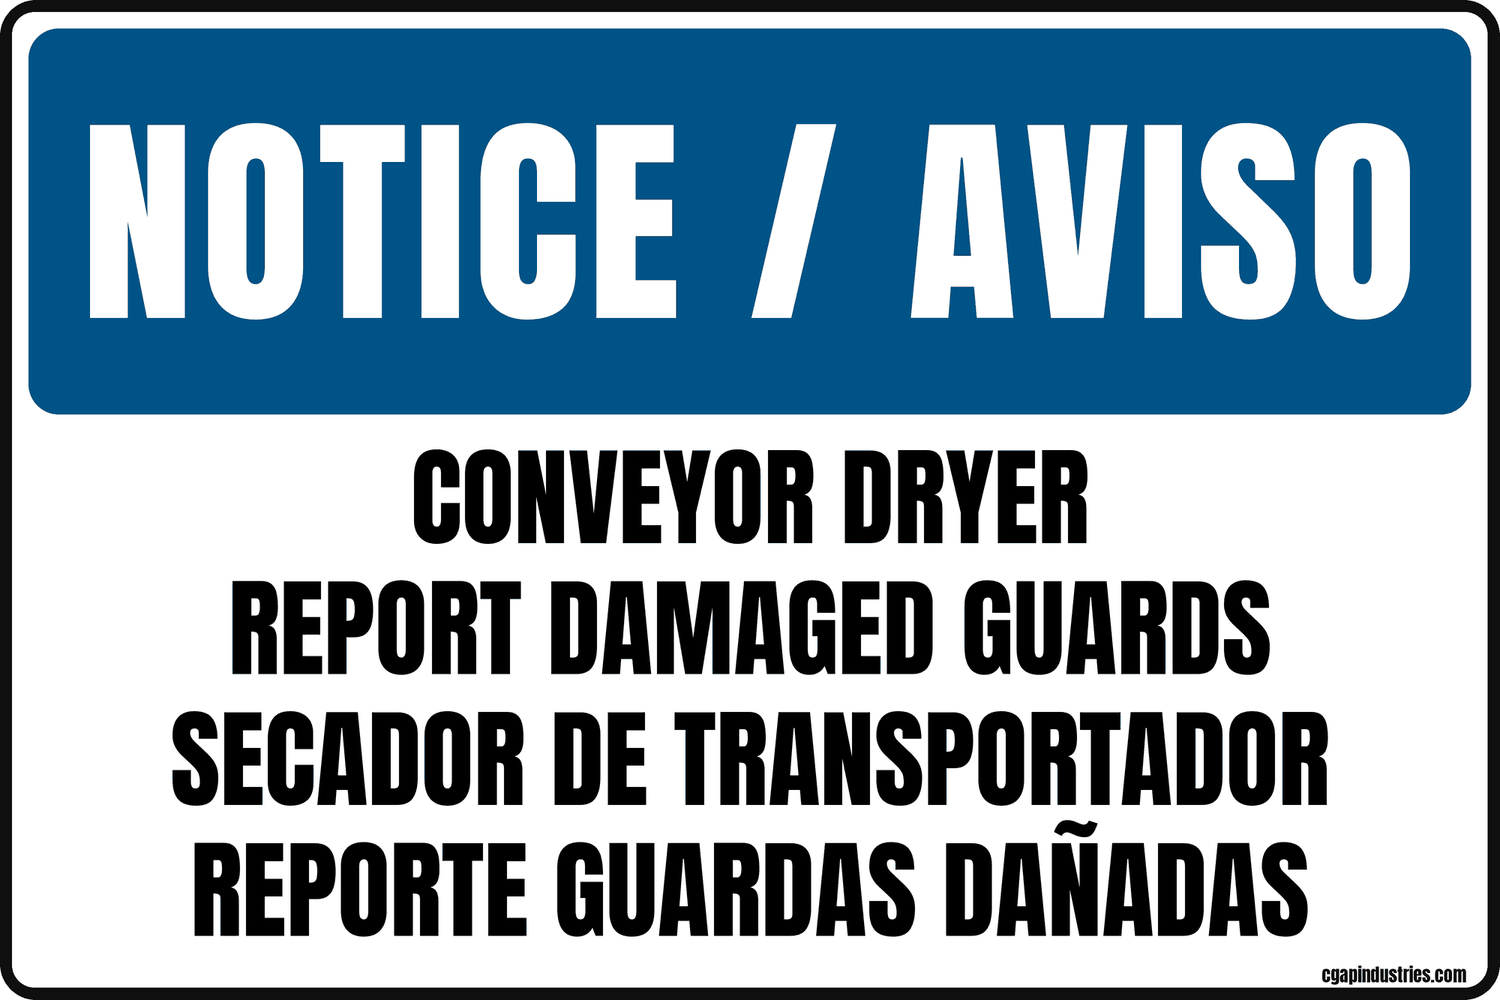 NOTICE / AVISO
CONVEYOR DRYER
REPORT DAMAGED GUARDS
SECADOR DE TRANSPORTADOR
REPORTE GUARDAS DAÑADAS
cgapindustries.com